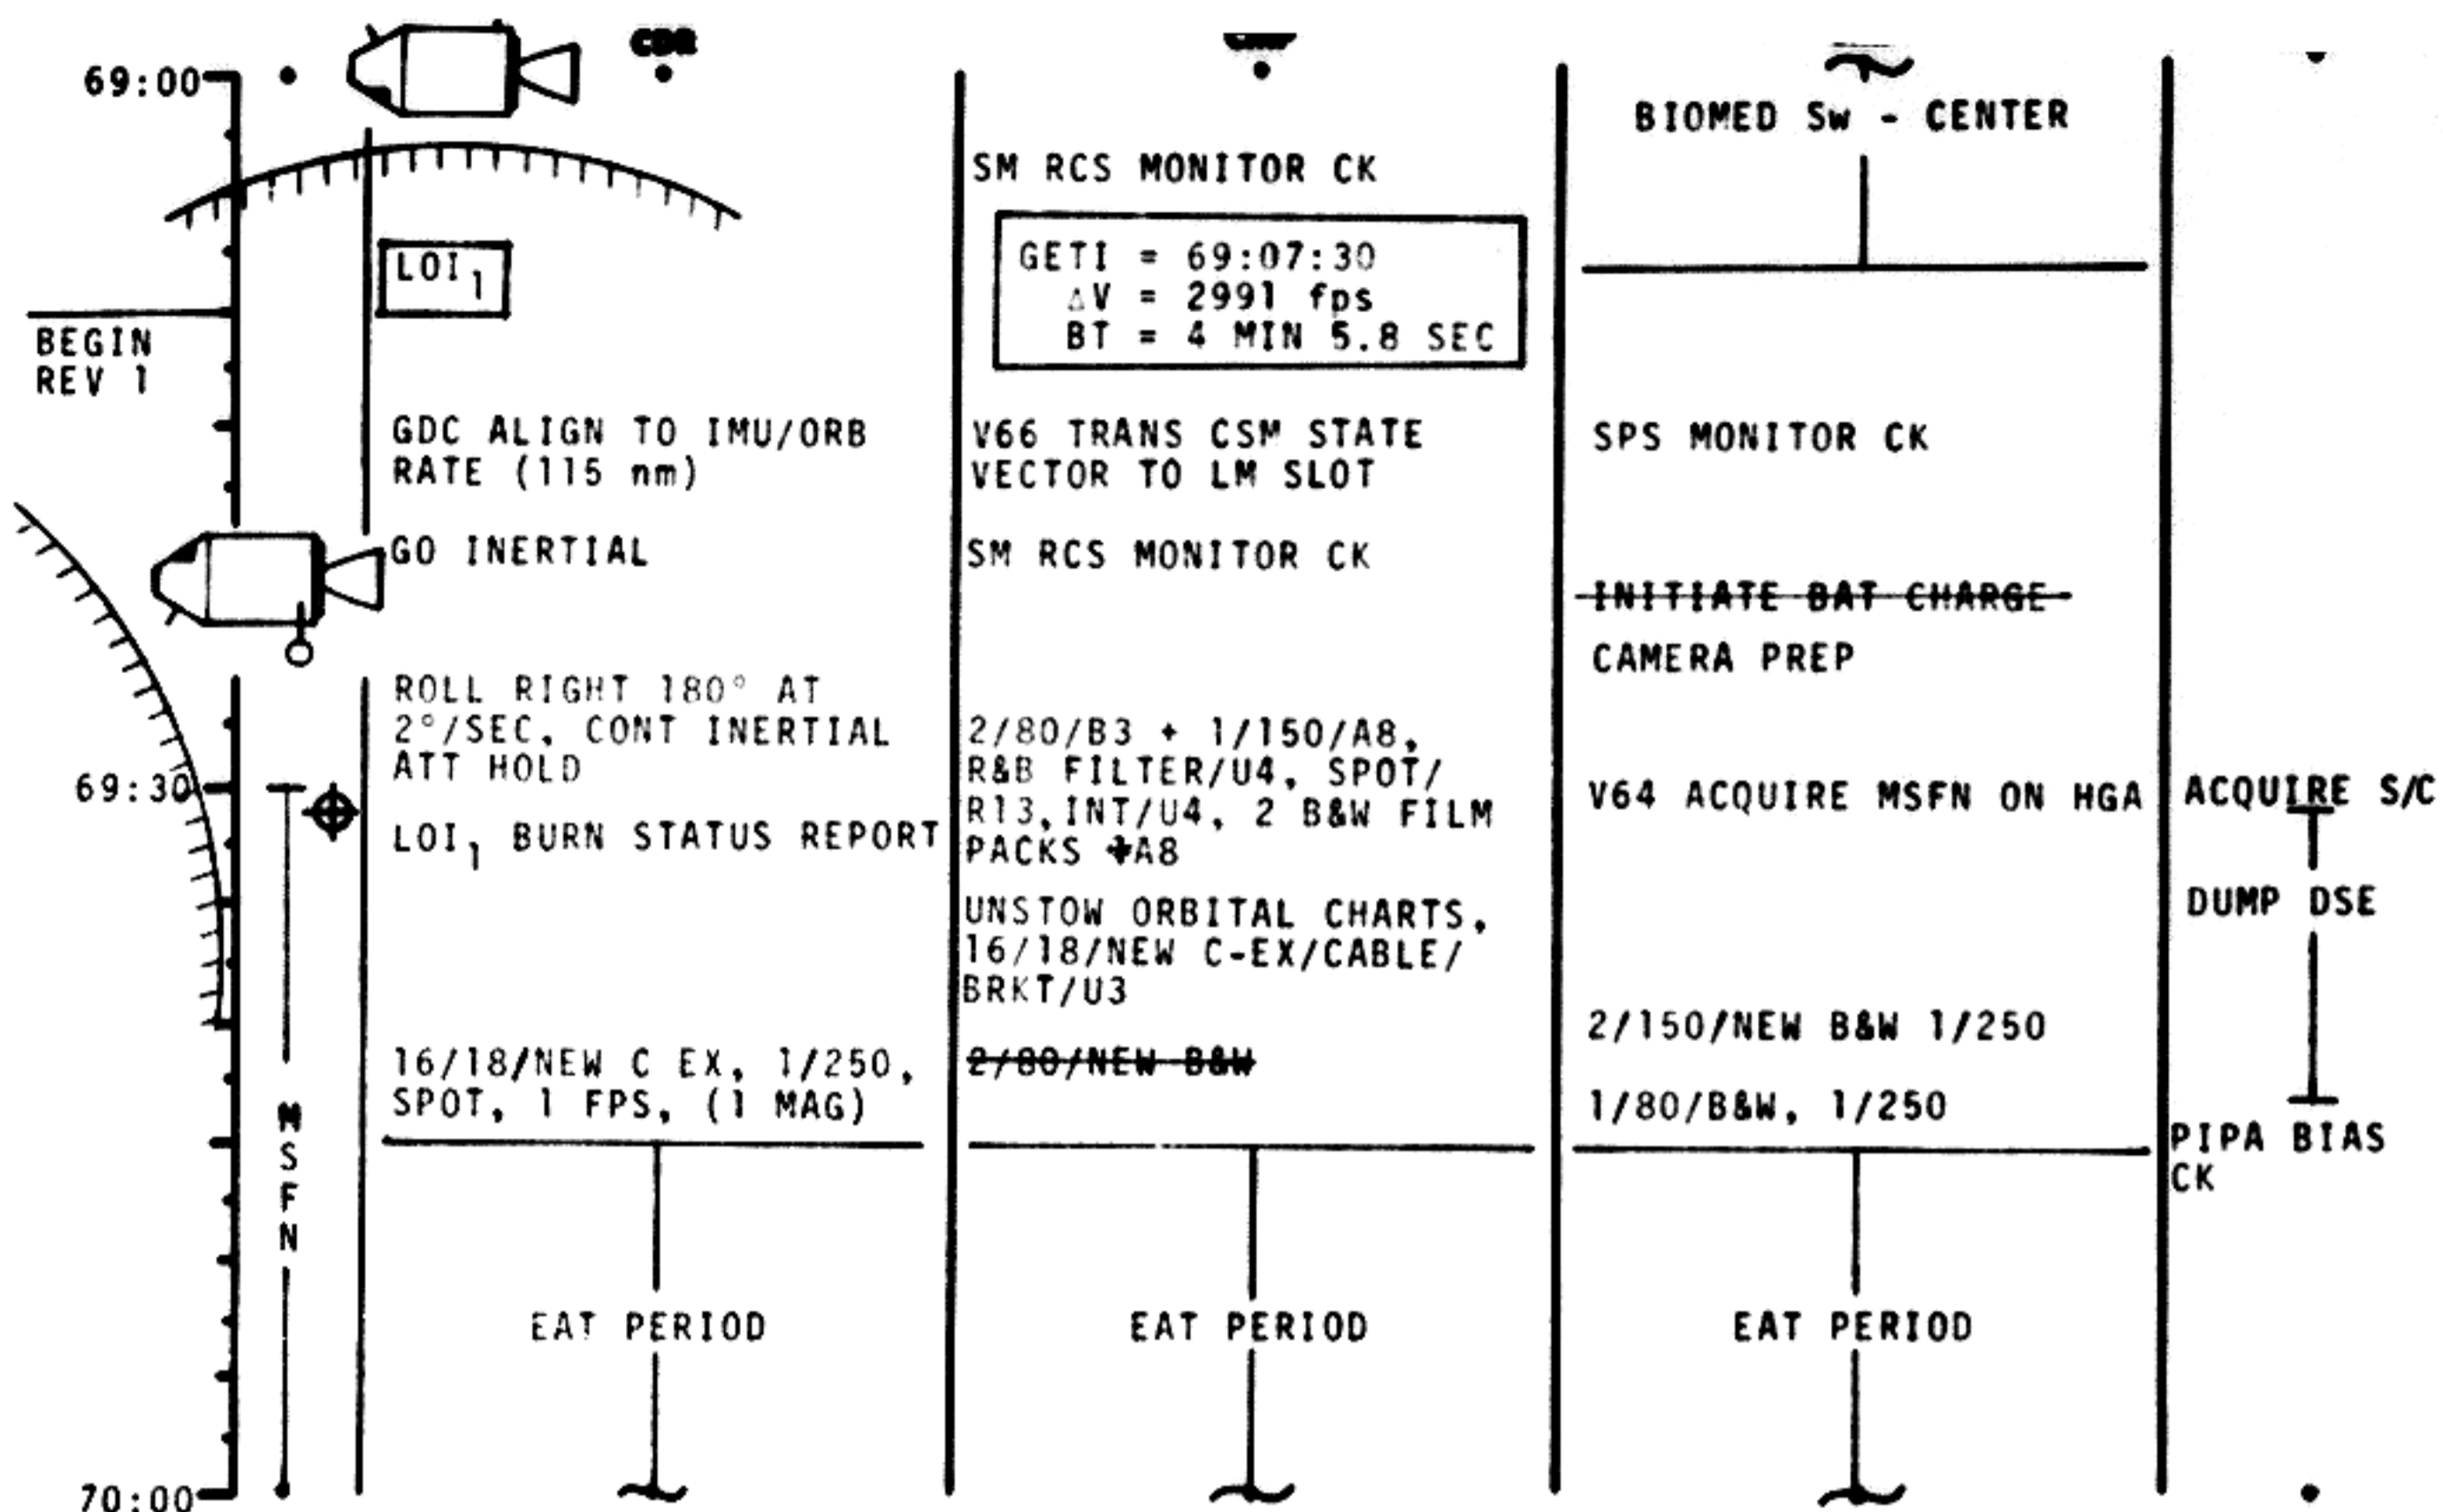 CDR
69:00
BIOMED Sw - CENTER
SM RCS MONITOR CK
LOI1
GETI = 69:07:30
ΔV = 2991 fps
BT = 4 MIN 5.8 SEC
BEGIN
REV 1
GDC ALIGN TO IMU/ORB
RATE (115 nm)
V66 TRANS CSM STATE
VECTOR TO LM SLOT
SPS MONITOR CK
GO INERTIAL
SM RCS MONITOR CK
INITIATE BAT CHARGE
CAMERA PREP
ROLL RIGHT 180° AT
2°/SEC, CONT INERTIAL
ATT HOLD
2/80/B3 + 1/150/A8,
R&B FILTER/U4, SPOT/
R13,INT/U4, 2 B&W FILM
PACKS +A8
69:30
V64 ACQUIRE MSFN ON HGA
ACQUIRE S/C
LOI1 BURN STATUS REPORT
DUMP DSE
UNSTOW ORBITAL CHARTS,
16/18/NEW C-EX/CABLE/
BRKT/U3
2/150/NEW B&W 1/250
16/18/NEW C EX, 1/250,
SPOT, 1 FPS, (1 MAG)
2/80/NEW B&W
1/80/B&W, 1/250
MSFN
PIPA BIAS
CK
EAT PERIOD
EAT PERIOD
EAT PERIOD
70:00